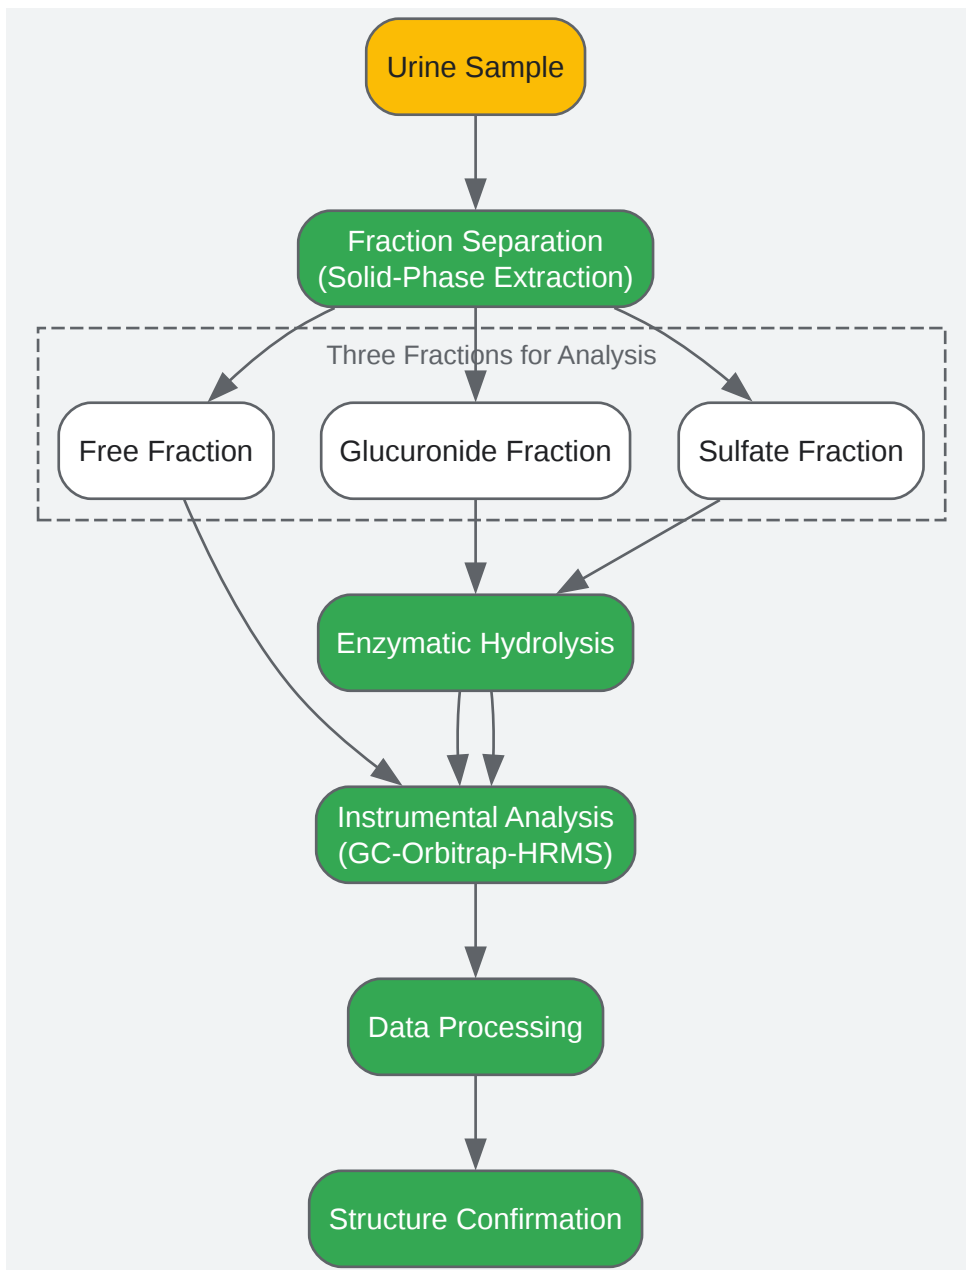 Urine Sample
Fraction Separation
(Solid-Phase Extraction)
Three Fractions for Analysis
Free Fraction
Glucuronide Fraction
Sulfate Fraction
Enzymatic Hydrolysis
Instrumental Analysis
(GC-Orbitrap-HRMS)
Data Processing
Structure Confirmation